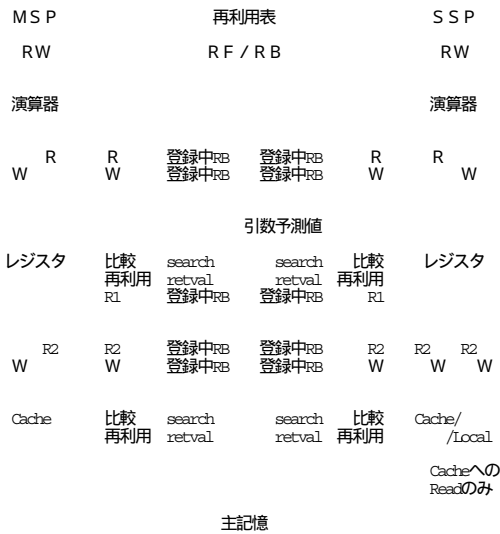 ＭＳＰ 再利用表 ＳＳＰ
ＲＷ ＲＦ／ＲＢ ＲＷ
演算器 演算器
R R 登録中RB 登録中RB R R
W W 登録中RB 登録中RB W W
引数予測値
レジスタ 比較 search search 比較 レジスタ
再利用 retval retval 再利用
R1 登録中RB 登録中RB R1
R2 R2 登録中RB 登録中RB R2 R2 R2
W W 登録中RB 登録中RB W W W
Cache 比較 search search 比較 Cache/
再利用 retval retval 再利用 /Local
Cacheへの
Readのみ
主記憶